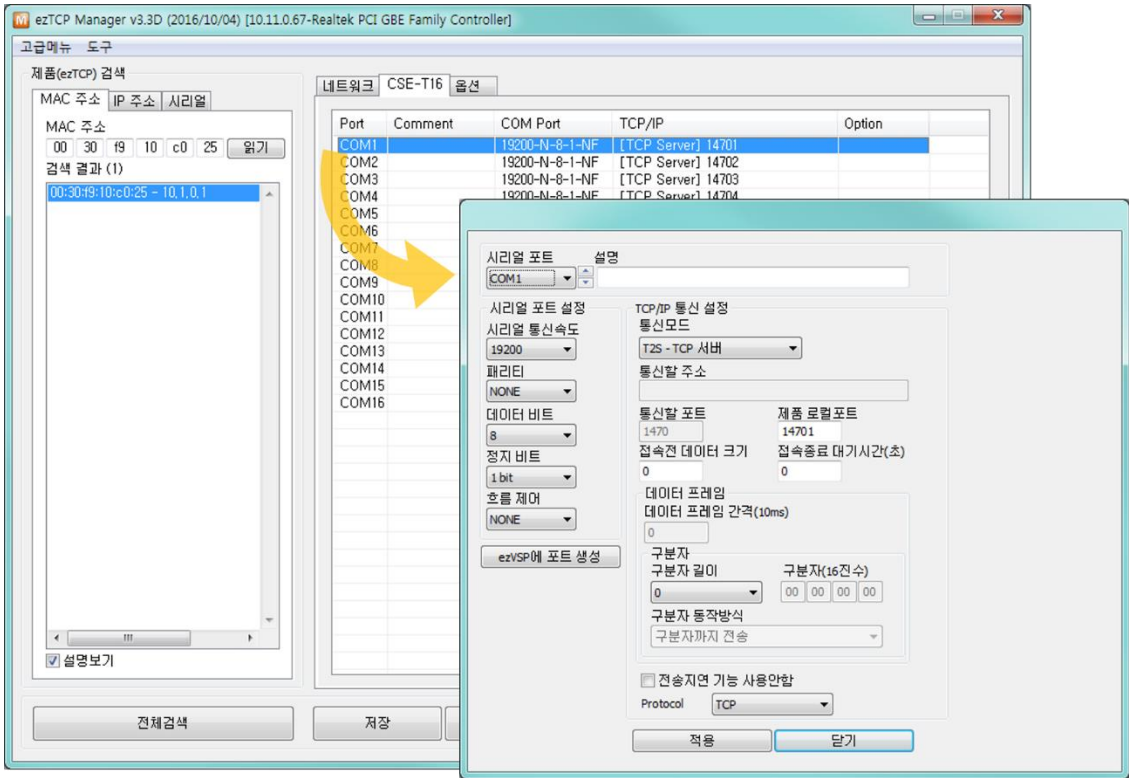 ezTCP Manager v3.3D (2016/10/04) [10.11.0.67-Realtek PCI GBE Family Controller]
고급메뉴 도구
제품(ezTCP) 검색
MAC 주소 IP 주소 시리얼
MAC 주소
00 30 f9 10 c0 25 읽기
검색 결과 (1)
00:30:f9:10:c0:25 - 10.1.0.1
설명보기
전체검색
네트워크 CSE-T16 옵션
Port Comment COM Port TCP/IP Option
COM1 19200-N-8-1-NF [TCP Server] 14701
COM2 19200-N-8-1-NF [TCP Server] 14702
COM3 19200-N-8-1-NF [TCP Server] 14703
COM4 19200-N-8-1-NF [TCP Server] 14704
COM5
COM6
COM7
COM8
COM9
COM10
COM11
COM12
COM13
COM14
COM15
COM16
저장
시리얼 포트 설명
COM1
시리얼 포트 설정
시리얼 통신속도
19200
패리티
NONE
데이터 비트
8
정지 비트
1 bit
흐름 제어
NONE
ezVSP에 포트 생성
TCP/IP 통신 설정
통신모드
T2S - TCP 서버
통신할 주소
통신할 포트 제품 로컬포트
1470 14701
접속전 데이터 크기 접속종료 대기시간(초)
0 0
데이터 프레임
데이터 프레임 간격(10ms)
0
구분자
구분자 길이 구분자(16진수)
0 00 00 00 00
구분자 동작방식
구분자까지 전송
전송지연 기능 사용안함
Protocol TCP
적용 닫기